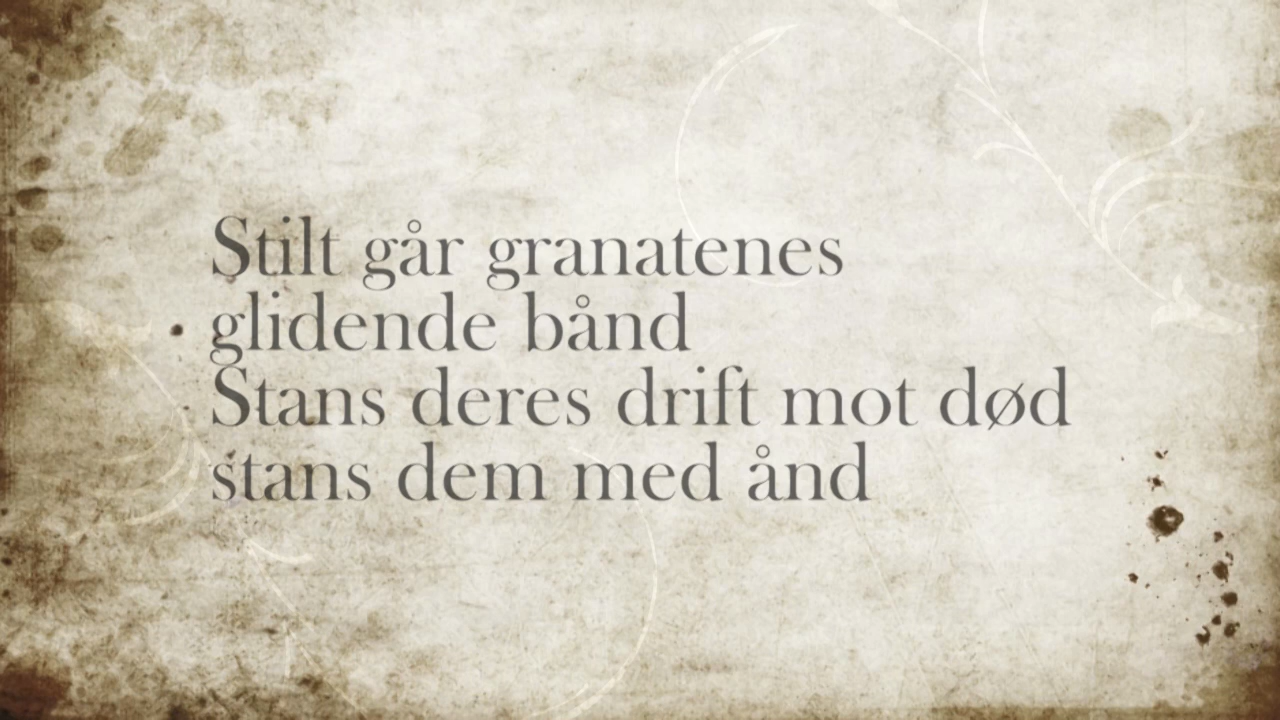 Stilt går granatenes
glidende bånd
Stans deres drift mot død
stans dem med ånd